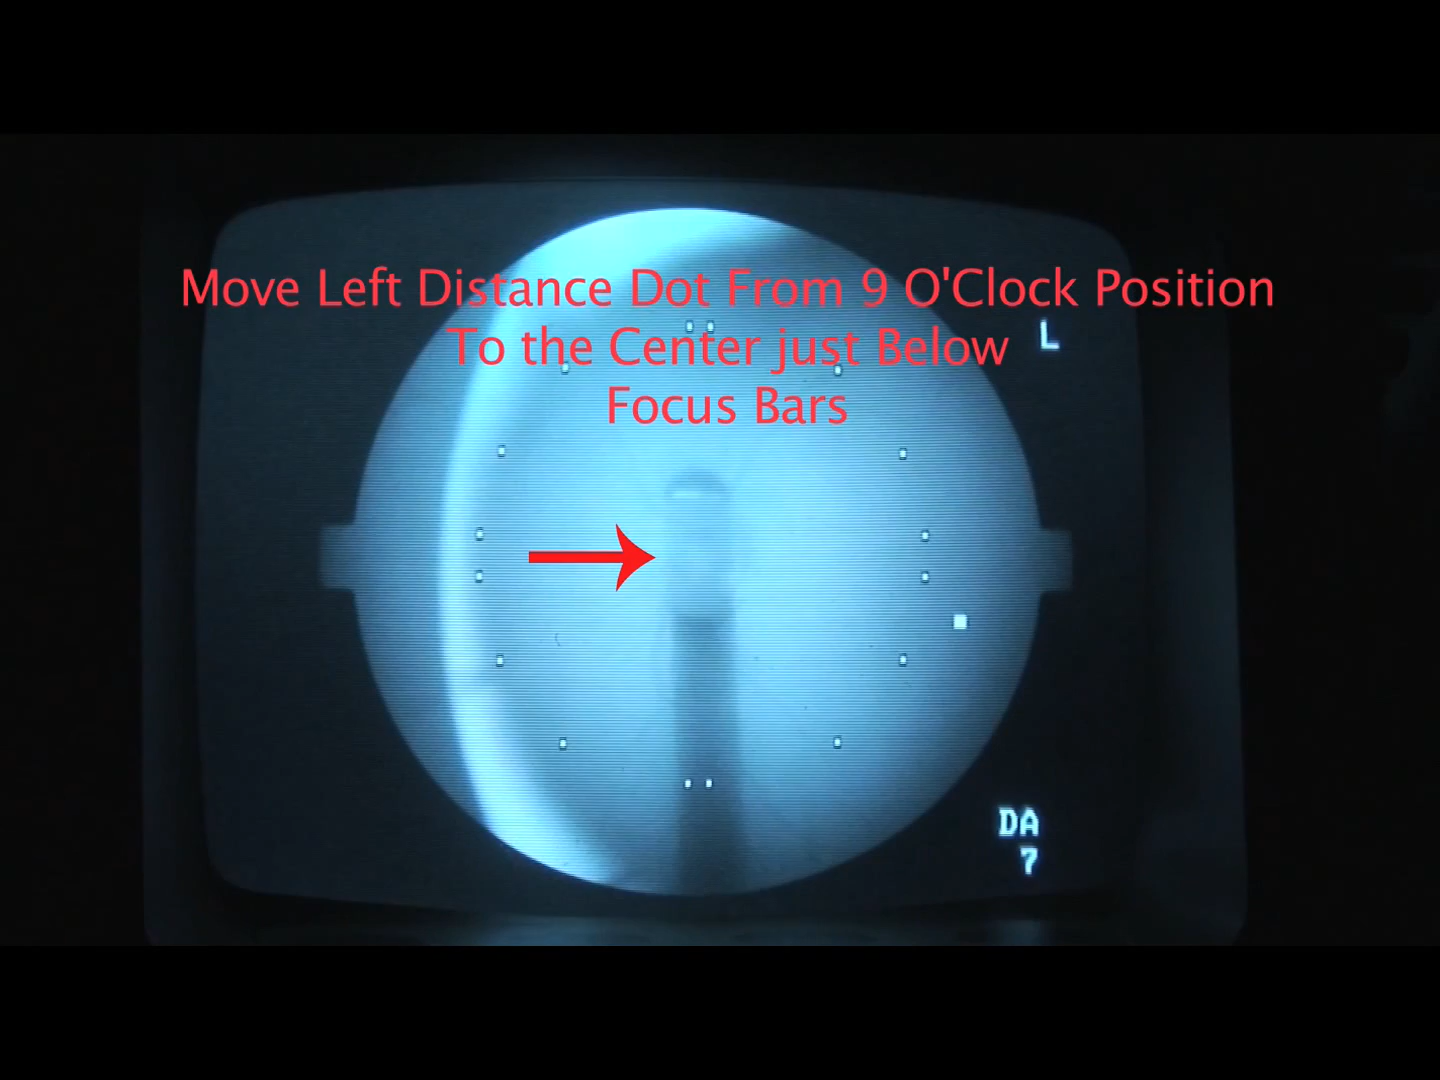 Move Left Distance Dot From 9 O'Clock Position
L
To the Center just Below
Focus Bars
DA
7